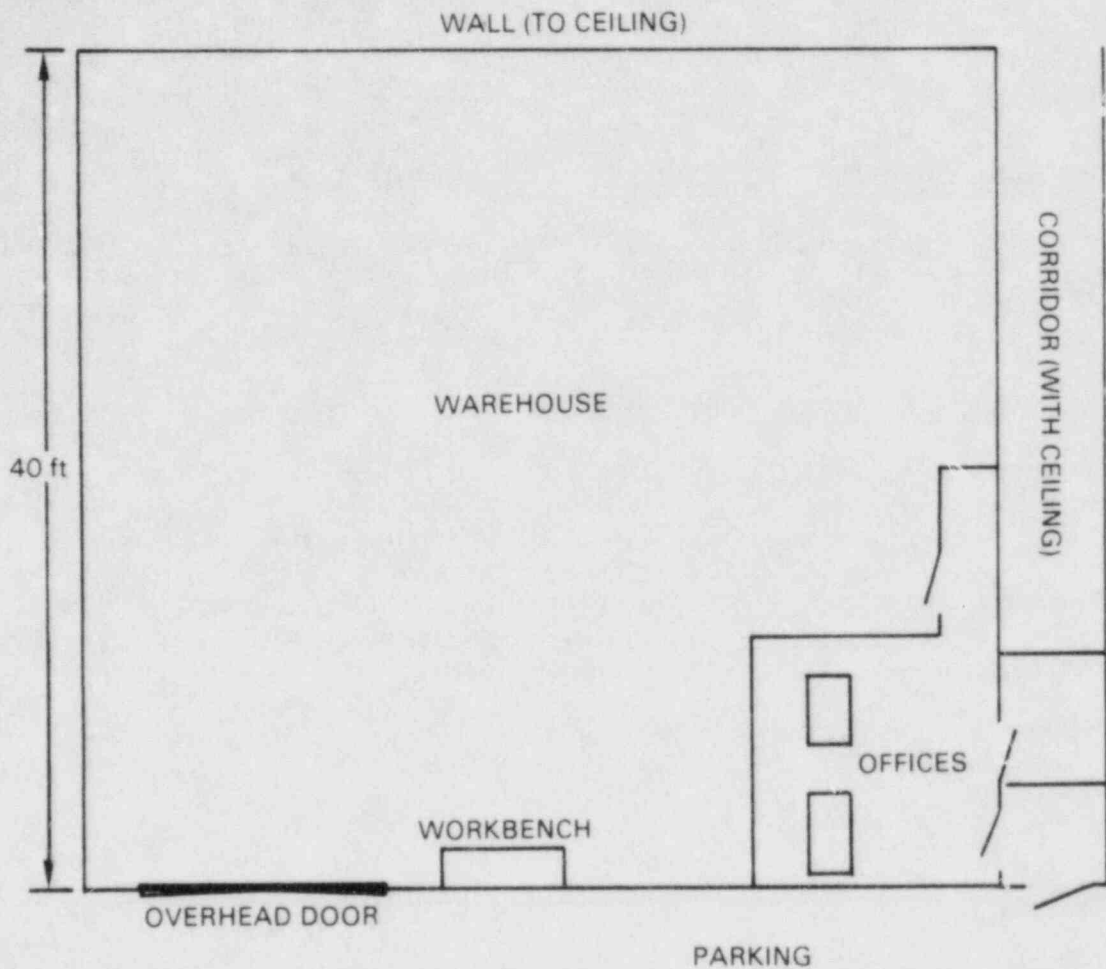 WALL (TO CEILING)
CORRIDOR (WITH CEILING)
WAREHOUSE
40 ft
OFFICES
WORKBENCH
OVERHEAD DOOR
PARKING